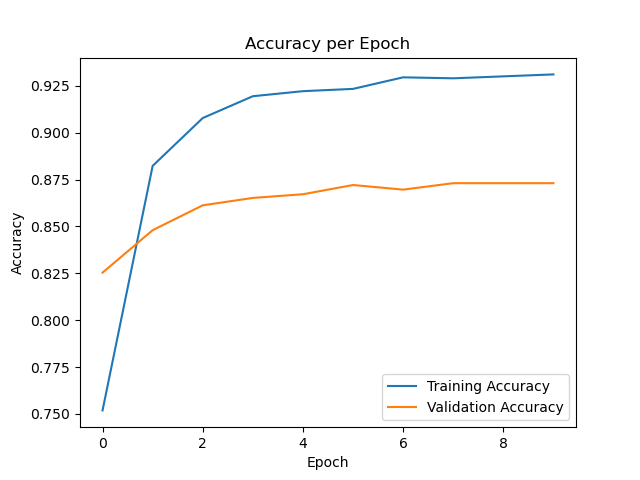 Accuracy per Epoch
0.925
0.900
0.875
0.850
0.825
0.800
0.775
0.750
Accuracy
0 2 4 6 8
Epoch
Training Accuracy
Validation Accuracy